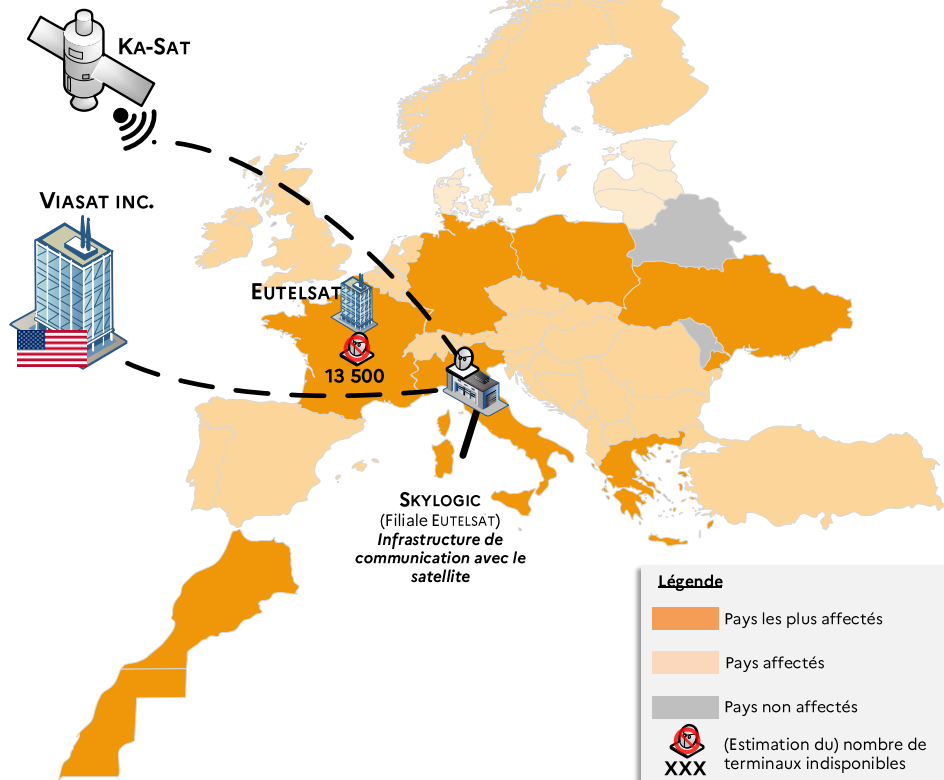 KA-SAT
VIASAT INC.
EUTELSAT
13 500
SKYLOGIC
(Filiale EUTELSAT)
Infrastructure de
communication avec le
satellite
Légende
Pays les plus affectés
Pays affectés
Pays non affectés
(Estimation du) nombre de
XXX terminaux indisponibles